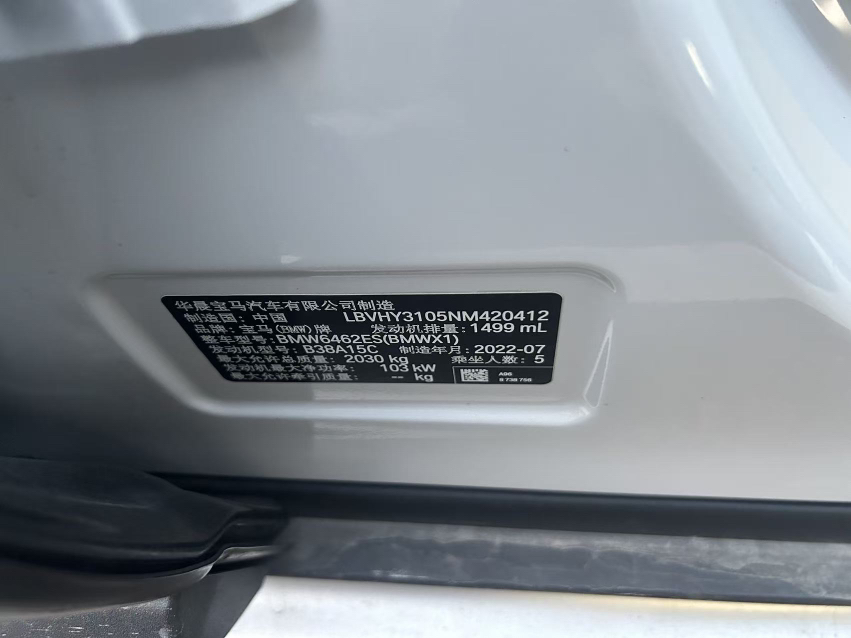 华晨宝马汽车有限公司制造
制造国：中国 LBVHY3105NM420412
品牌：宝马(BMW)牌 发动机排量：1499 mL
整车型号：BMW6462ES(BMWX1)
发动机型号：B38A15C 制造年月：2022-07
最大允许总质量：2030 kg 乘坐人数：5
发动机最大净功率：103 kW
最大允许牵引质量：-- kg
A96
9 739 756